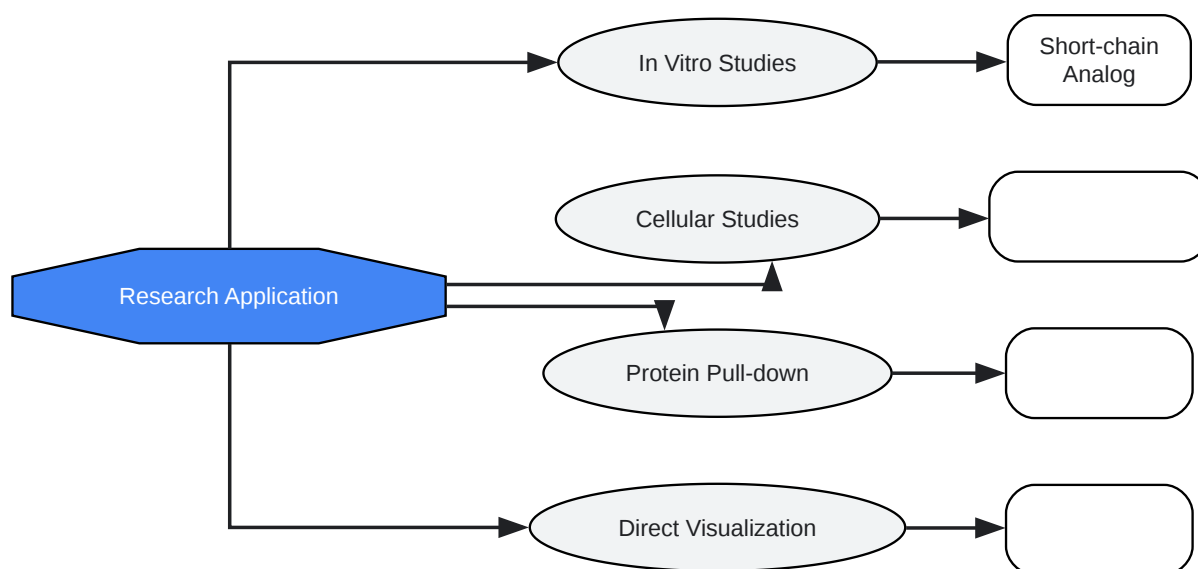 In Vitro Studies
Short-chain
Analog
Cellular Studies
Research Application
Protein Pull-down
Direct Visualization